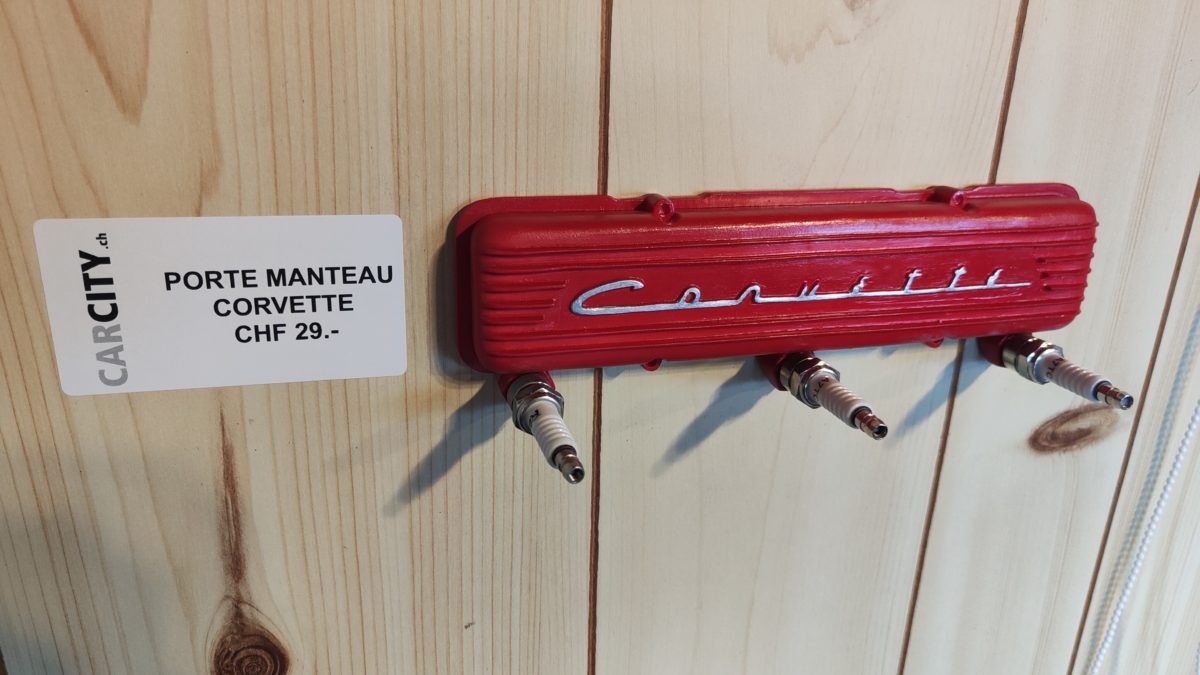 CARCITY.ch
PORTE MANTEAU
CORVETTE
CHF 29.-
Corvette